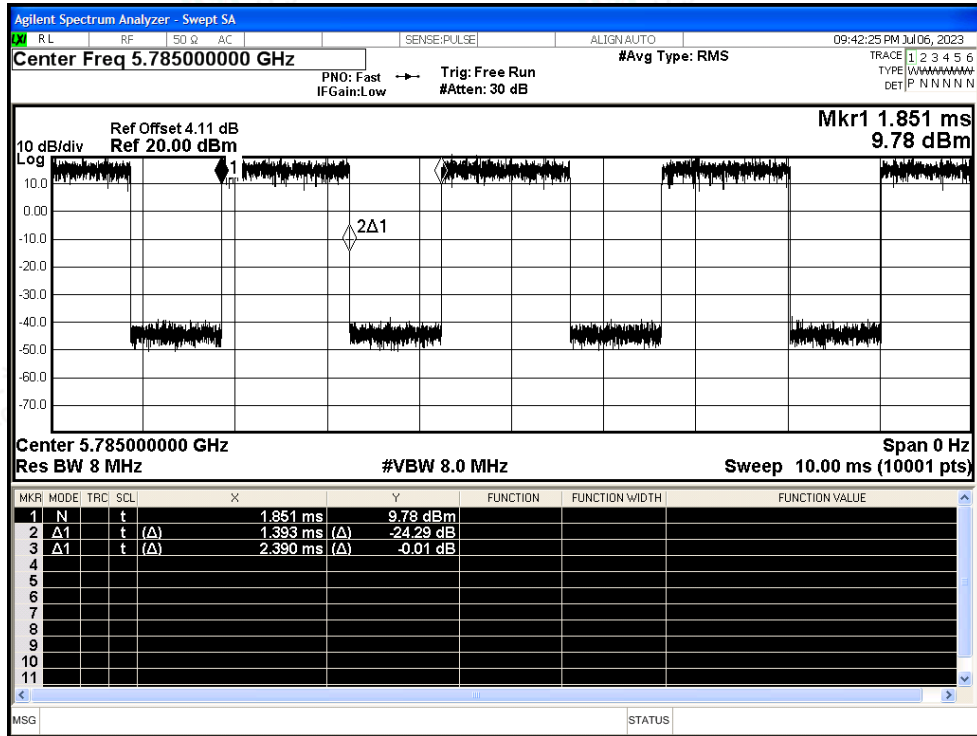 Agilent Spectrum Analyzer - Swept SA
LXI RL RF 50 Ω AC SENSE:PULSE ALIGN AUTO 09:42:25 PM Jul 06, 2023
Center Freq 5.785000000 GHz #Avg Type: RMS TRACE 1 2 3 4 5 6
PNO: Fast Trig: Free Run TYPE WWWWWW
IFGain:Low #Atten: 30 dB DET P N N N N N
Mkr1 1.851 ms
Ref Offset 4.11 dB
10 dB/div Ref 20.00 dBm 9.78 dBm
Log
1
10.0
0.00
2Δ1
-10.0
-20.0
-30.0
-40.0
-50.0
-60.0
-70.0
Center 5.785000000 GHz Span 0 Hz
Res BW 8 MHz #VBW 8.0 MHz Sweep 10.00 ms (10001 pts)
MKR MODE TRC SCL X Y FUNCTION FUNCTION WIDTH FUNCTION VALUE
1 N t 1.851 ms 9.78 dBm
2 Δ1 t (Δ) 1.393 ms (Δ) -24.29 dB
3 Δ1 t (Δ) 2.390 ms (Δ) -0.01 dB
4
5
6
7
8
9
10
11
MSG STATUS